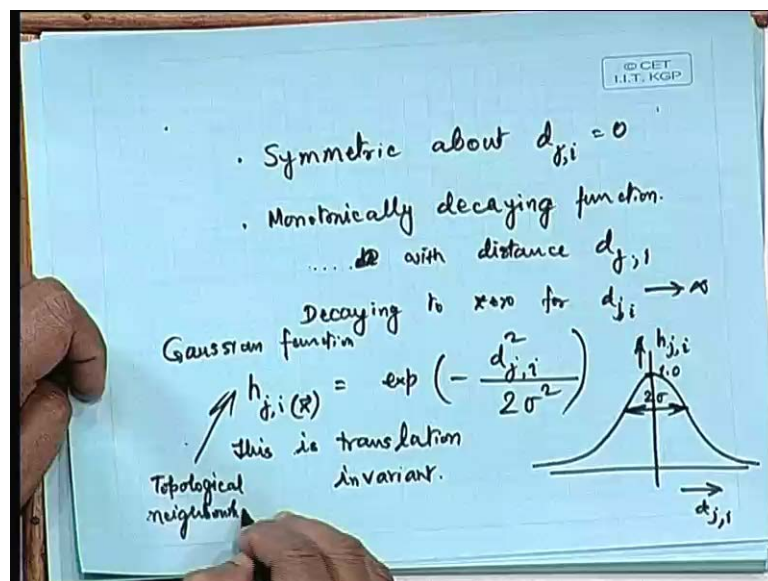 © CET
I.I.T. KGP
. Symmetric about d_{j,i} = 0
. Monotonically decaying function.
..... with distance d_{j,i}
Decaying to zero for d_{j,i} → ∞
Gaussian function
h_{j,i(x)} = exp (- d²_{j,i} / 2σ²)
This is translation
invariant.
Topological
neighbourh
h_{j,i}
1.0
2σ
d_{j,i}